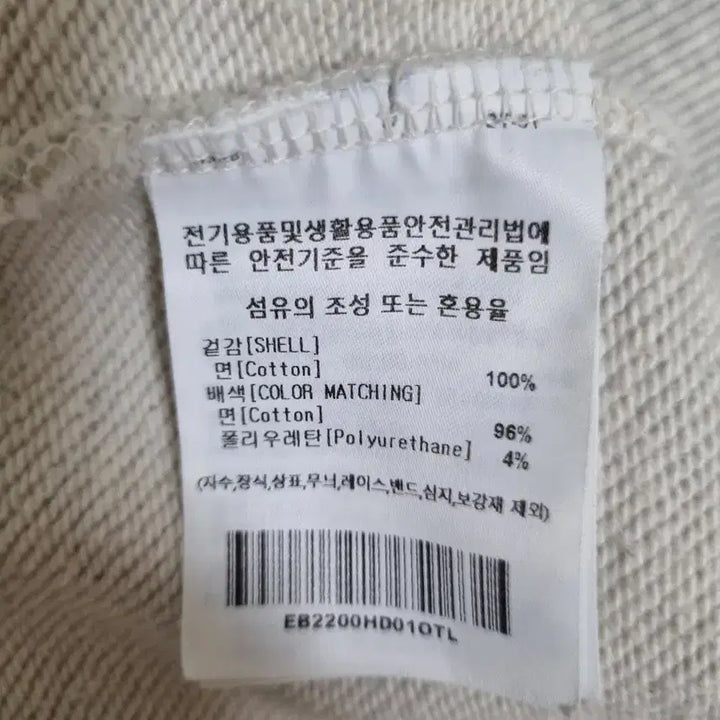 전기용품및생활용품안전관리법에
따른 안전기준을 준수한 제품임
섬유의 조성 또는 혼용율
겉감[SHELL]
면[Cotton] 100%
배색[COLOR MATCHING]
면[Cotton] 96%
폴리우레탄[Polyurethane] 4%
(자수,장식,상표,무늬,레이스,밴드,심지,보강재 제외)
EB2200HD01OTL